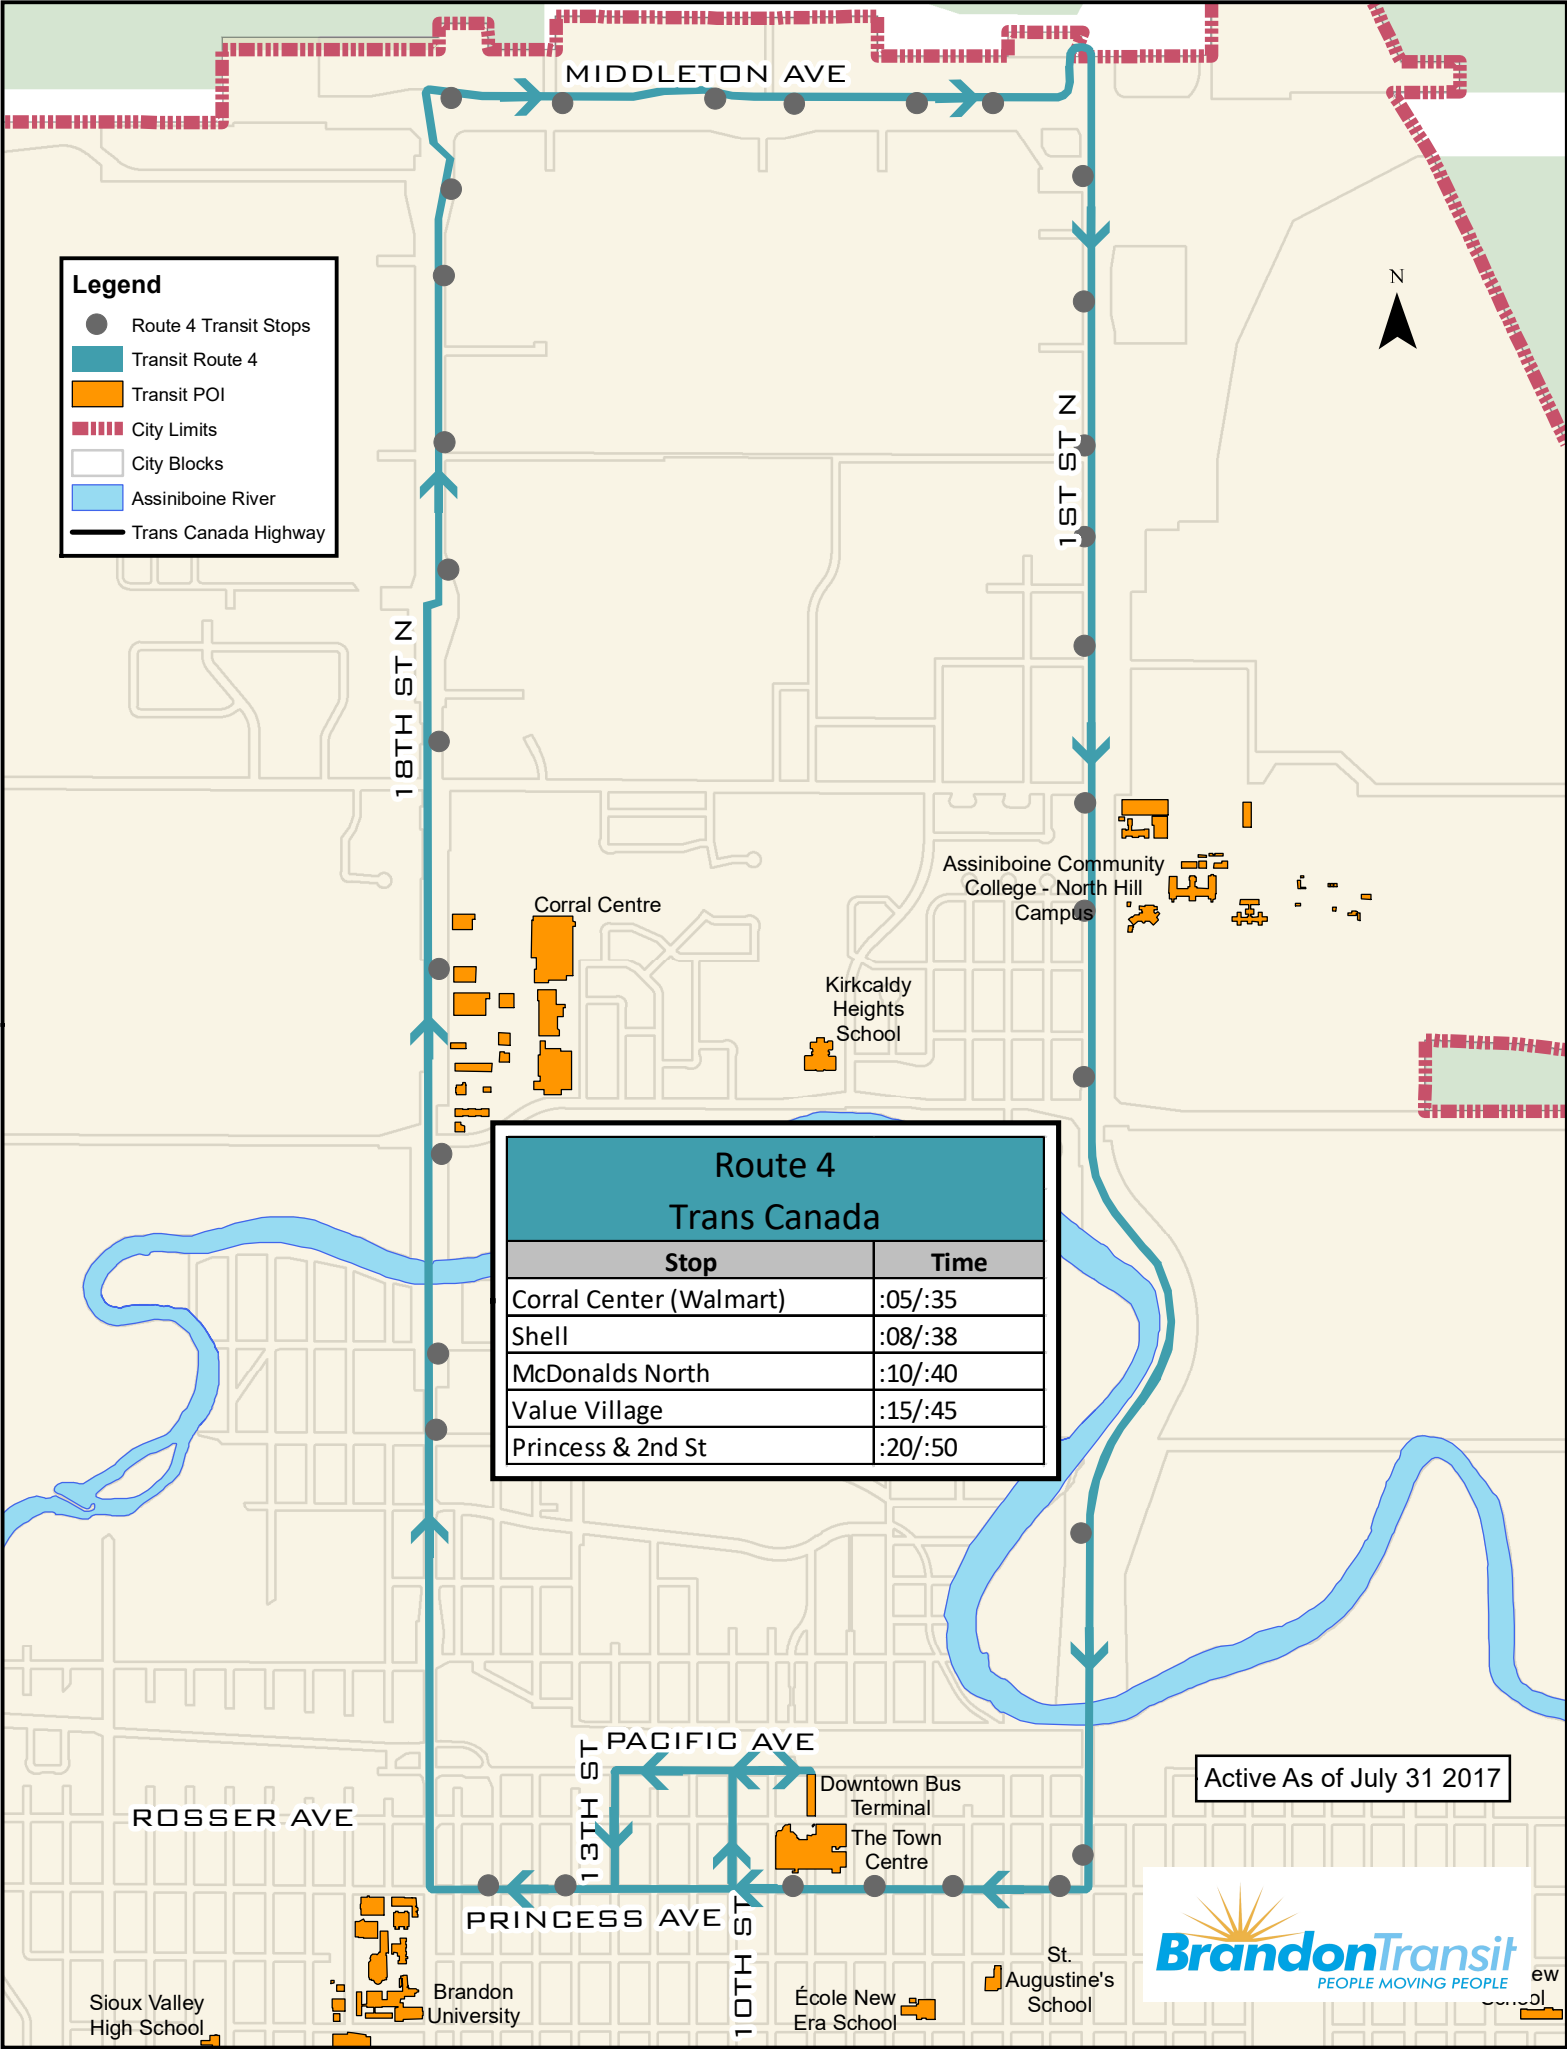 MIDDLETON AVE
Legend
Route 4 Transit Stops
Transit Route 4
Transit POI
City Limits
City Blocks
Assiniboine River
Trans Canada Highway
N
1ST ST N
18TH ST N
Assiniboine Community
College - North Hill
Campus
Corral Centre
Kirkcaldy
Heights
School
Route 4
Trans Canada
Stop Time
Corral Center (Walmart) :05/:35
Shell :08/:38
McDonalds North :10/:40
Value Village :15/:45
Princess & 2nd St :20/:50
PACIFIC AVE
13TH ST
Downtown Bus
Terminal
Active As of July 31 2017
ROSSER AVE
The Town
Centre
PRINCESS AVE
10TH ST
BrandonTransit
PEOPLE MOVING PEOPLE
St.
Augustine's
School
École New
Era School
Brandon
University
Sioux Valley
High School